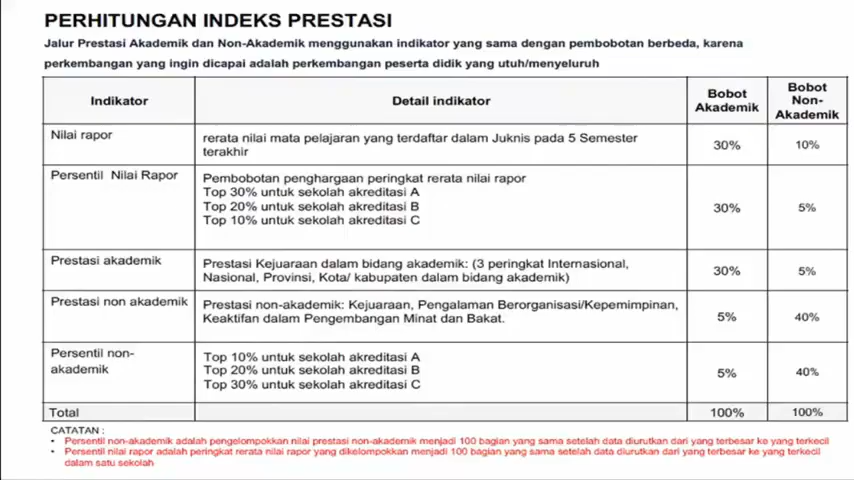 PERHITUNGAN INDEKS PRESTASI
Jalur Prestasi Akademik dan Non-Akademik menggunakan indikator yang sama dengan pembobotan berbeda, karena
perkembangan yang ingin dicapai adalah perkembangan peserta didik yang utuh/menyeluruh
Indikator
Detail indikator
Bobot
Akademik
Bobot
Non-
Akademik
Nilai rapor
rerata nilai mata pelajaran yang terdaftar dalam Juknis pada 5 Semester
terakhir
30%
10%
Persentil Nilai Rapor
Pembobotan penghargaan peringkat rerata nilai rapor
Top 30% untuk sekolah akreditasi A
Top 20% untuk sekolah akreditasi B
Top 10% untuk sekolah akreditasi C
30%
5%
Prestasi akademik
Prestasi Kejuaraan dalam bidang akademik: (3 peringkat Internasional,
Nasional, Provinsi, Kota/ kabupaten dalam bidang akademik)
30%
5%
Prestasi non akademik
Prestasi non-akademik: Kejuaraan, Pengalaman Berorganisasi/Kepemimpinan,
Keaktifan dalam Pengembangan Minat dan Bakat.
5%
40%
Persentil non-
akademik
Top 10% untuk sekolah akreditasi A
Top 20% untuk sekolah akreditasi B
Top 30% untuk sekolah akreditasi C
5%
40%
Total
100%
100%
CATATAN :
• Persentil non-akademik adalah pengelompokkan nilai prestasi non-akademik menjadi 100 bagian yang sama setelah data diurutkan dari yang terbesar ke yang terkecil
• Persentil nilai rapor adalah peringkat rerata nilai rapor yang dikelompokkan menjadi 100 bagian yang sama setelah data diurutkan dari yang terbesar ke yang terkecil
dalam satu sekolah